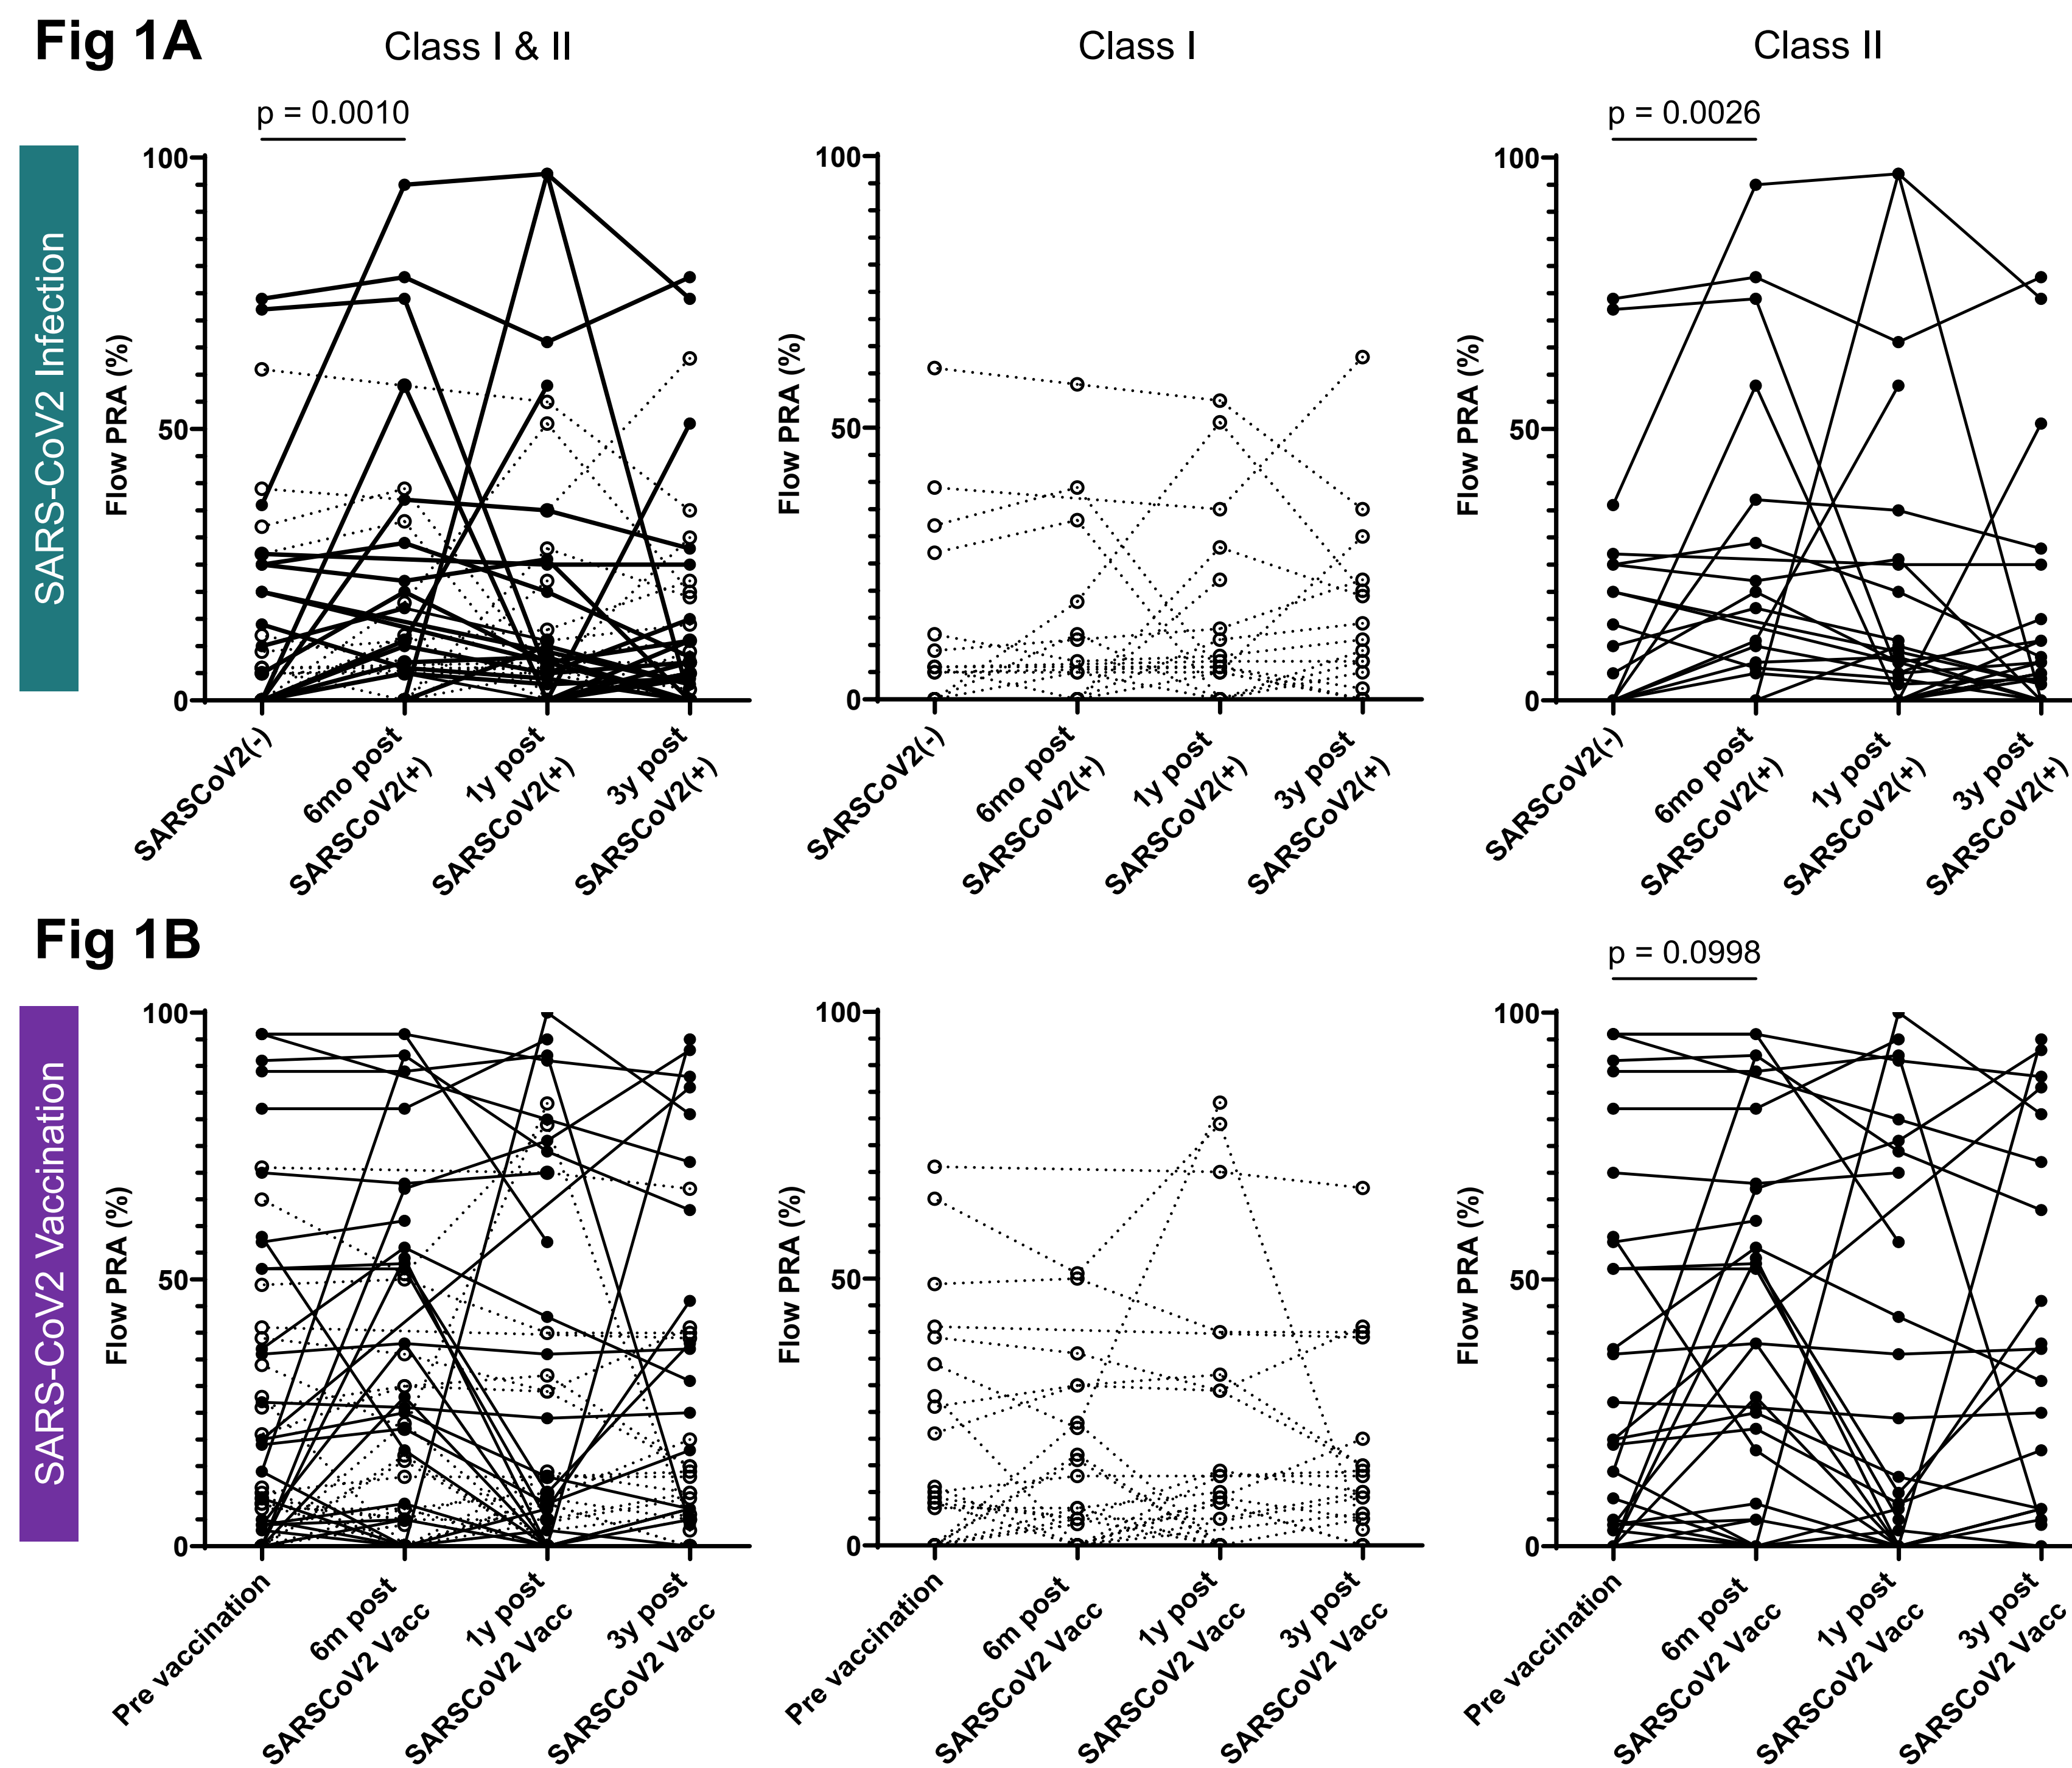 Fig 1A
Class I & II
Class I
Class II
p = 0.0010
p = 0.0026
SARS-CoV2 Infection
Flow PRA (%)
100
50
0
SARSCoV2(-)
6mo post
SARSCoV2(+)
1y post
SARSCoV2(+)
3y post
SARSCoV2(+)
Flow PRA (%)
100
50
0
SARSCoV2(-)
6mo post
SARSCoV2(+)
1y post
SARSCoV2(+)
3y post
SARSCoV2(+)
Flow PRA (%)
100
50
0
SARSCoV2(-)
6mo post
SARSCoV2(+)
1y post
SARSCoV2(+)
3y post
SARSCoV2(+)
Fig 1B
p = 0.0998
SARS-CoV2 Vaccination
Flow PRA (%)
100
50
0
Pre vaccination
6m post
SARSCoV2 Vacc
1y post
SARSCoV2 Vacc
3y post
SARSCoV2 Vacc
Flow PRA (%)
100
50
0
Pre vaccination
6m post
SARSCoV2 Vacc
1y post
SARSCoV2 Vacc
3y post
SARSCoV2 Vacc
Flow PRA (%)
100
50
0
Pre vaccination
6m post
SARSCoV2 Vacc
1y post
SARSCoV2 Vacc
3y post
SARSCoV2 Vacc